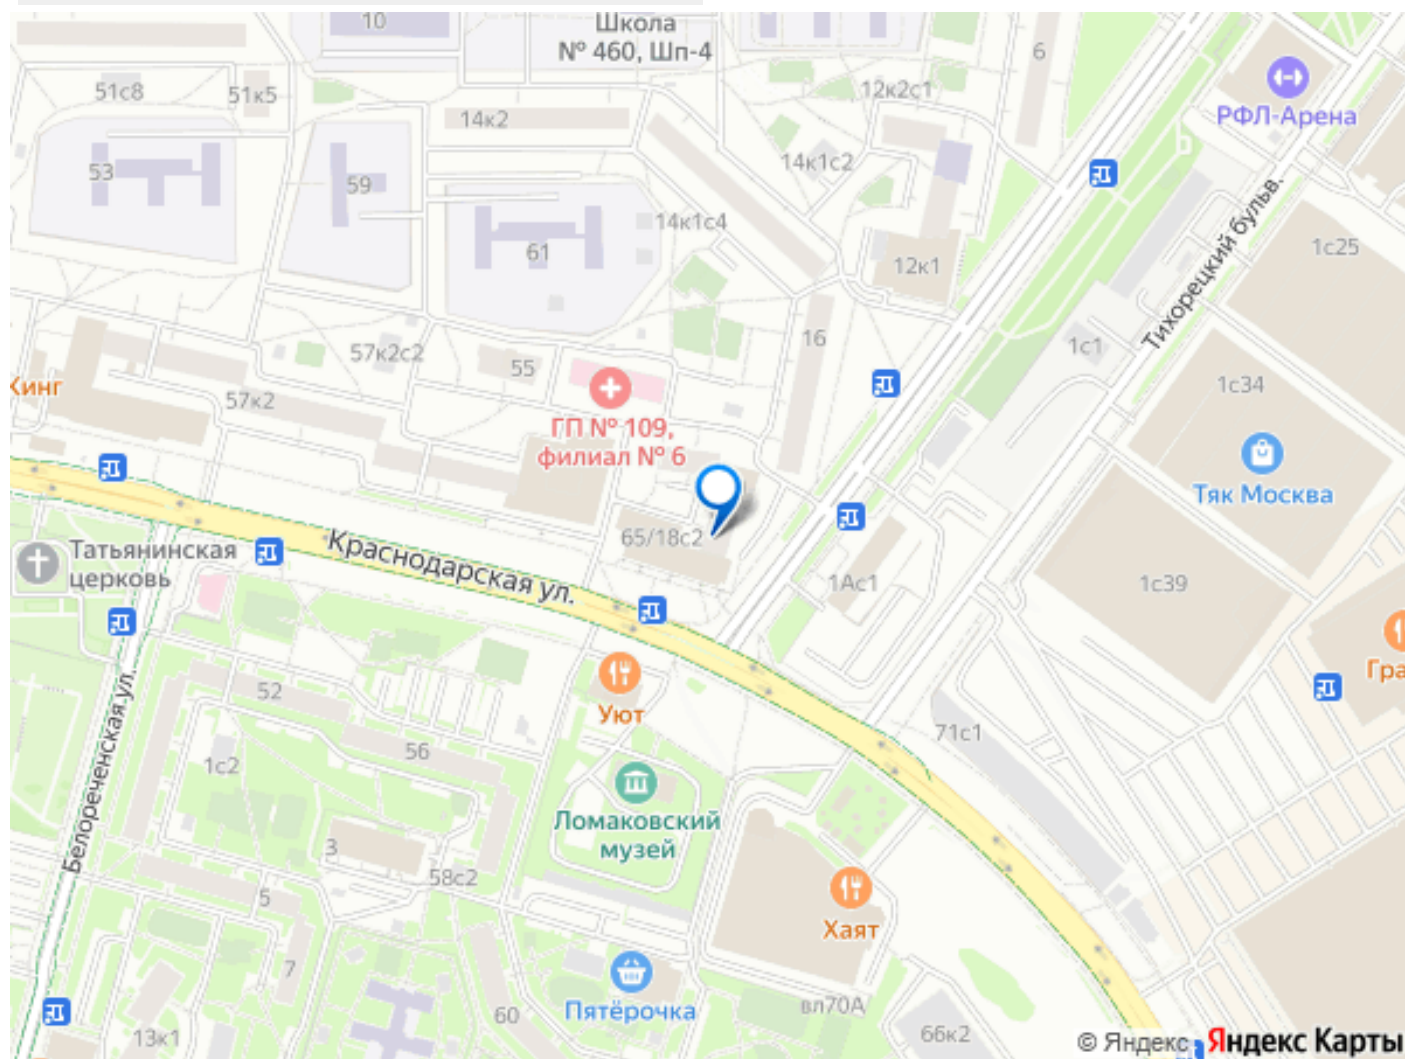 10
Школа
№ 460, Шп-4
6
РФЛ-Арена
51с8
51к5
12к2с1
14к2
53
59
14к1с2
14к1с4
61
12к1
Тихорецкий бульв.
1с25
57к2с2
55
16
1с1
1с34
Кинг
57к2
ГП № 109,
филиал № 6
Тяк Москва
65/18с2
Татьянинская
церковь
Краснодарская ул.
1Ас1
1с39
Гра
52
Уют
71с1
Белореченская ул.
56
1с2
Ломаковский
музей
3
58с2
5
Хаят
7
Пятёрочка
вл70А
60
13к1
66к2
© Яндекс Яндекс Карты